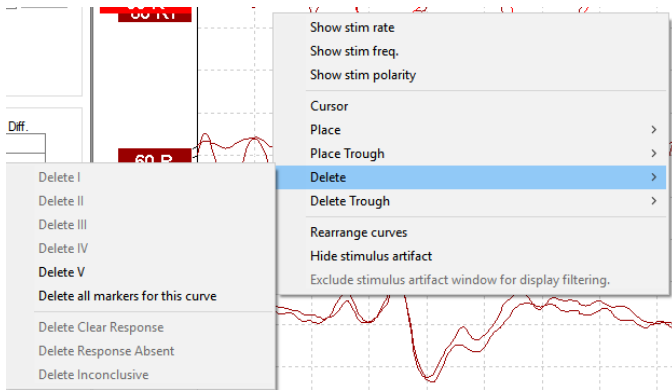 Show stim rate
Show stim freq.
Show stim polarity
Cursor
Place
Place Trough
Delete
Delete Trough
Rearrange curves
Hide stimulus artifact
Exclude stimulus artifact window for display filtering.
Diff.
Delete I
Delete II
Delete III
Delete IV
Delete V
Delete all markers for this curve
Delete Clear Response
Delete Response Absent
Delete Inconclusive